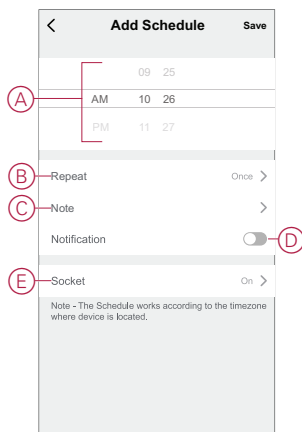 Add Schedule Save
09 25
A AM 10 26
PM 11 27
B Repeat Once
C Note
Notification D
E Socket On
Note - The Schedule works according to the timezone
where device is located.